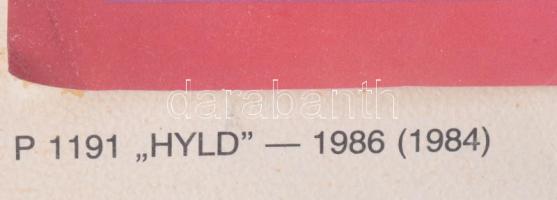 darabanth
P 1191 „HYLD” — 1986 (1984)